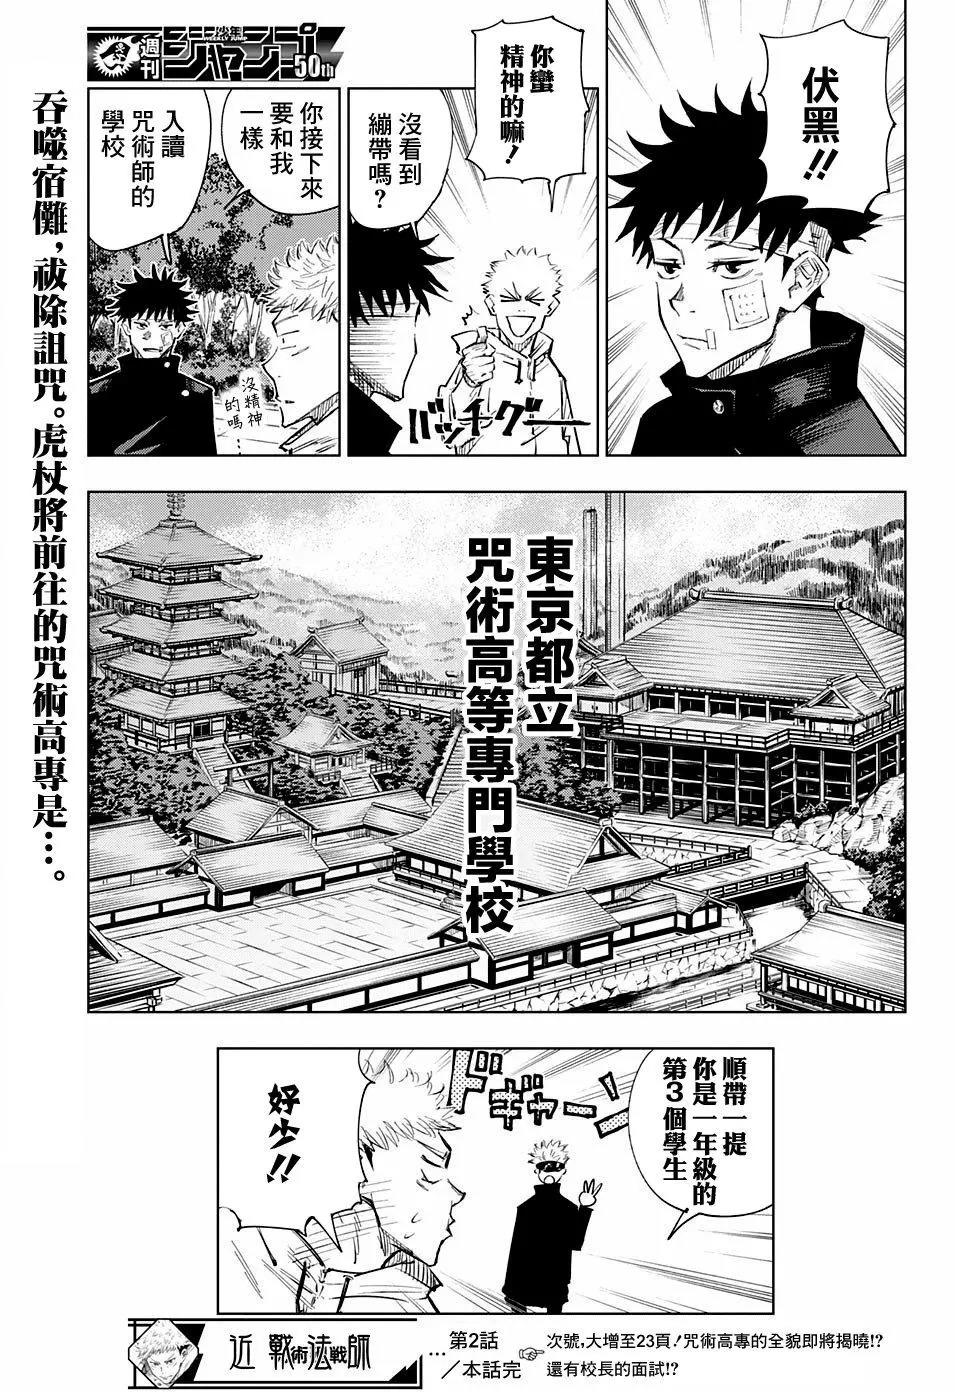 週刊
少年
WEEKLY JUMP
ジャンプ
50th
伏黑!!
你蠻
精神的嘛!
沒看到
繃帶嗎?
バッチグー
你接下來
要和我
一樣
入讀
咒術師的
學校
沒精神
的嗎…
吞噬宿儺,祓除詛咒。虎杖將前往的咒術高專是…。
東京都立
咒術高等專門學校
順帶一提
你是一年級的
第3個學生
ドドギャーーン
好少!!
近戰術法戰師
…第2話
/本話完
☞次號,大增至23頁!咒術高專的全貌即將揭曉!?
還有校長的面試!?